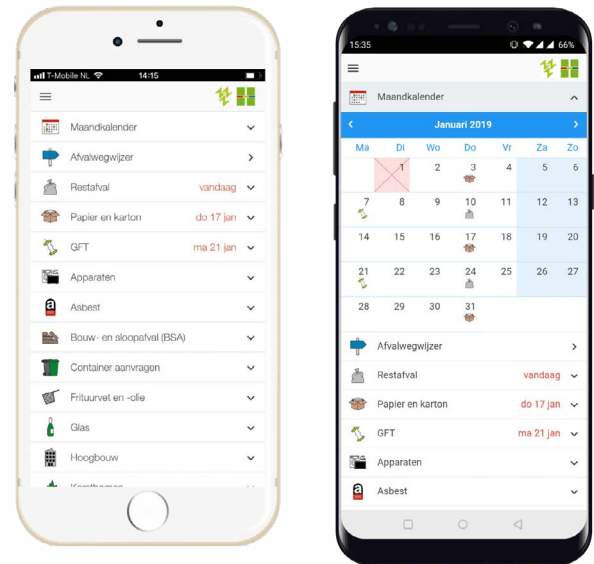 T-Mobile NL
14:15
Maandkalender
Afvalwegwijzer
Restafval vandaag
Papier en karton do 17 jan
GFT ma 21 jan
Apparaten
Asbest
Bouw- en sloopafval (BSA)
Container aanvragen
Frituurvet en -olie
Glas
Hoogbouw
15:35 66%
Maandkalender
Januari 2019
Ma Di Wo Do Vr Za Zo
1 2 3 4 5 6
7 8 9 10 11 12 13
14 15 16 17 18 19 20
21 22 23 24 25 26 27
28 29 30 31
Afvalwegwijzer
Restafval vandaag
Papier en karton do 17 jan
GFT ma 21 jan
Apparaten
Asbest